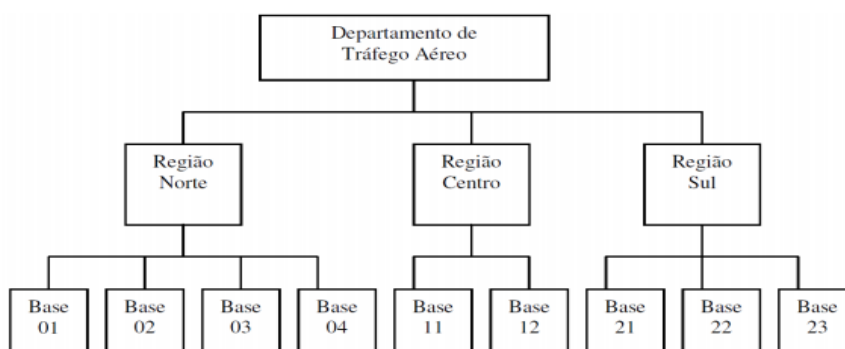 Departamento de
Tráfego Aéreo
Região
Norte
Região
Centro
Região
Sul
Base
01
Base
02
Base
03
Base
04
Base
11
Base
12
Base
21
Base
22
Base
23